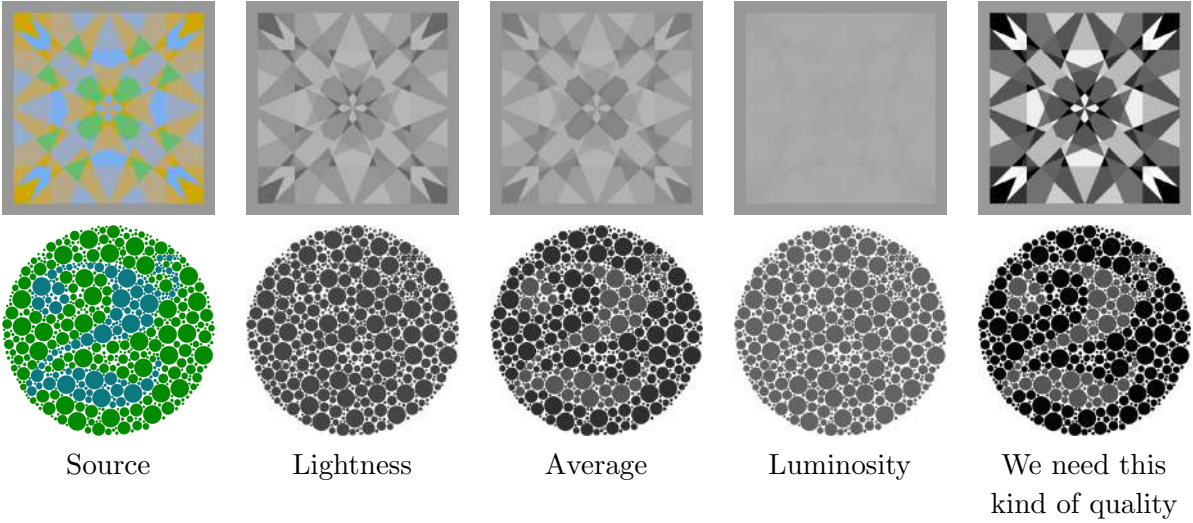 Source
Lightness
Average
Luminosity
We need this
kind of quality